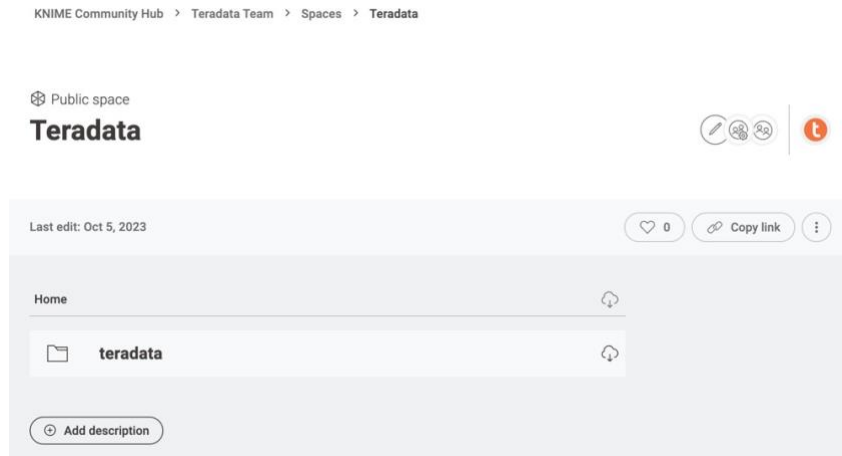 KNIME Community Hub > Teradata Team > Spaces > Teradata
Public space
Teradata
t
Last edit: Oct 5, 2023
0
Copy link
Home
teradata
Add description